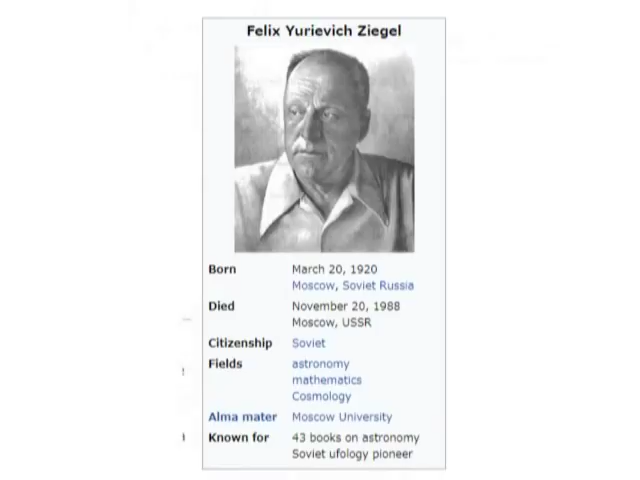 Felix Yurievich Ziegel
Born March 20, 1920
Moscow, Soviet Russia
Died November 20, 1988
Moscow, USSR
Citizenship Soviet
Fields astronomy
mathematics
Cosmology
Alma mater Moscow University
Known for 43 books on astronomy
Soviet ufology pioneer